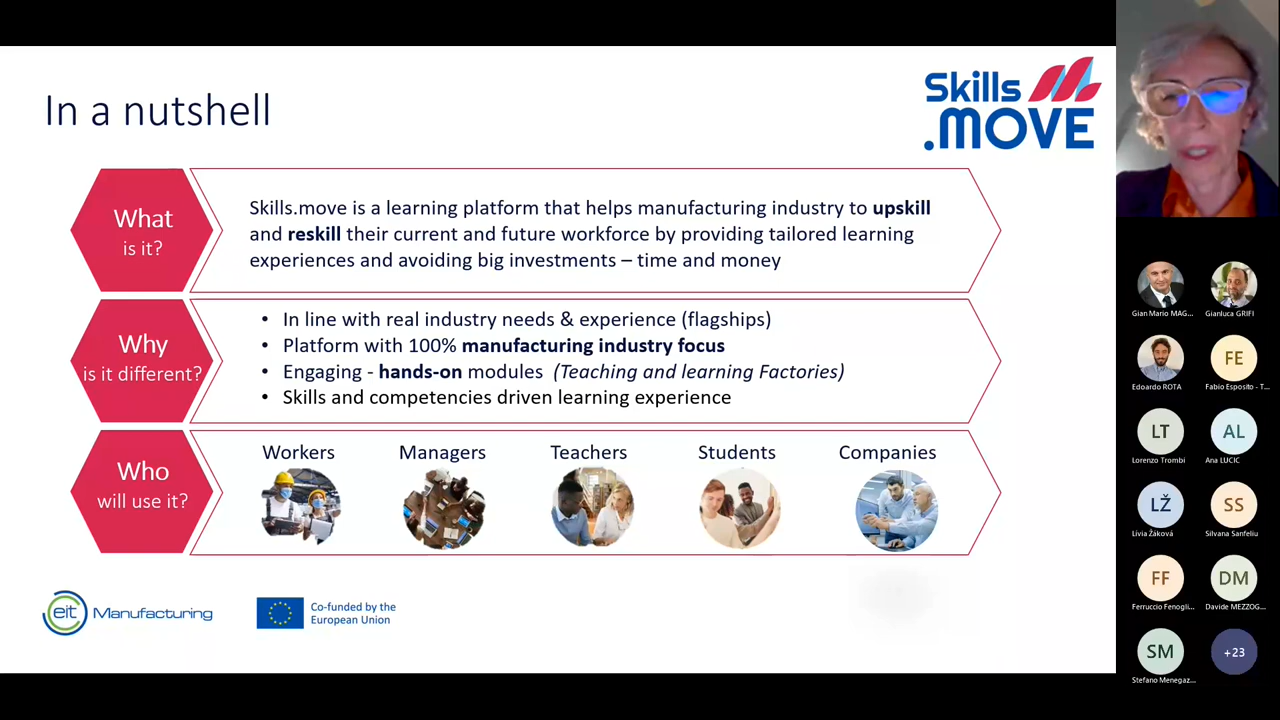 In a nutshell
Skills
.MOVE
What
is it?
Skills.move is a learning platform that helps manufacturing industry to upskill
and reskill their current and future workforce by providing tailored learning
experiences and avoiding big investments – time and money
Why
is it different?
• In line with real industry needs & experience (flagships)
• Platform with 100% manufacturing industry focus
• Engaging - hands-on modules (Teaching and learning Factories)
• Skills and competencies driven learning experience
Who
will use it?
Workers
Managers
Teachers
Students
Companies
eit Manufacturing
Co-funded by the
European Union
Gian Mario MAG...
Gianluca GRIFI
Edoardo ROTA
FE
Fabio Esposito - T...
LT
Lorenzo Trombi
AL
Ana LUCIC
LŽ
Lívia Žáková
SS
Silvana Sanfeliu
FF
Ferruccio Fenogli...
DM
Davide MEZZOG...
SM
Stefano Menegaz...
+23